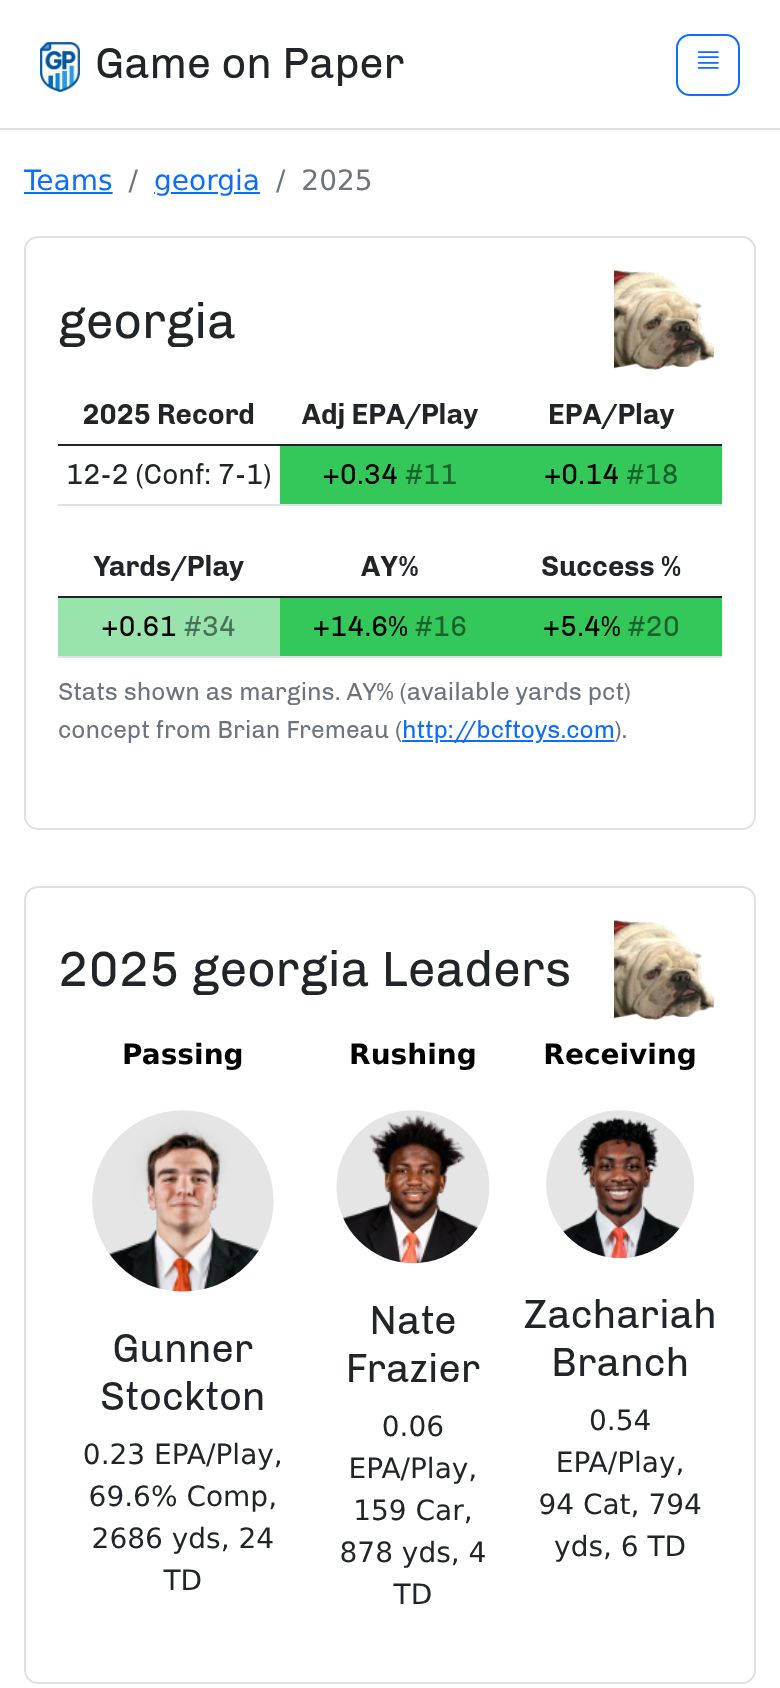 GP Game on Paper
Teams / georgia / 2025
georgia
2025 Record Adj EPA/Play EPA/Play
12-2 (Conf: 7-1) +0.34 #11 +0.14 #18
Yards/Play AY% Success %
+0.61 #34 +14.6% #16 +5.4% #20
Stats shown as margins. AY% (available yards pct)
concept from Brian Fremeau (http://bcftoys.com).
2025 georgia Leaders
Passing Rushing Receiving
Gunner
Stockton
0.23 EPA/Play,
69.6% Comp,
2686 yds, 24
TD
Nate
Frazier
0.06
EPA/Play,
159 Car,
878 yds, 4
TD
Zachariah
Branch
0.54
EPA/Play,
94 Cat, 794
yds, 6 TD